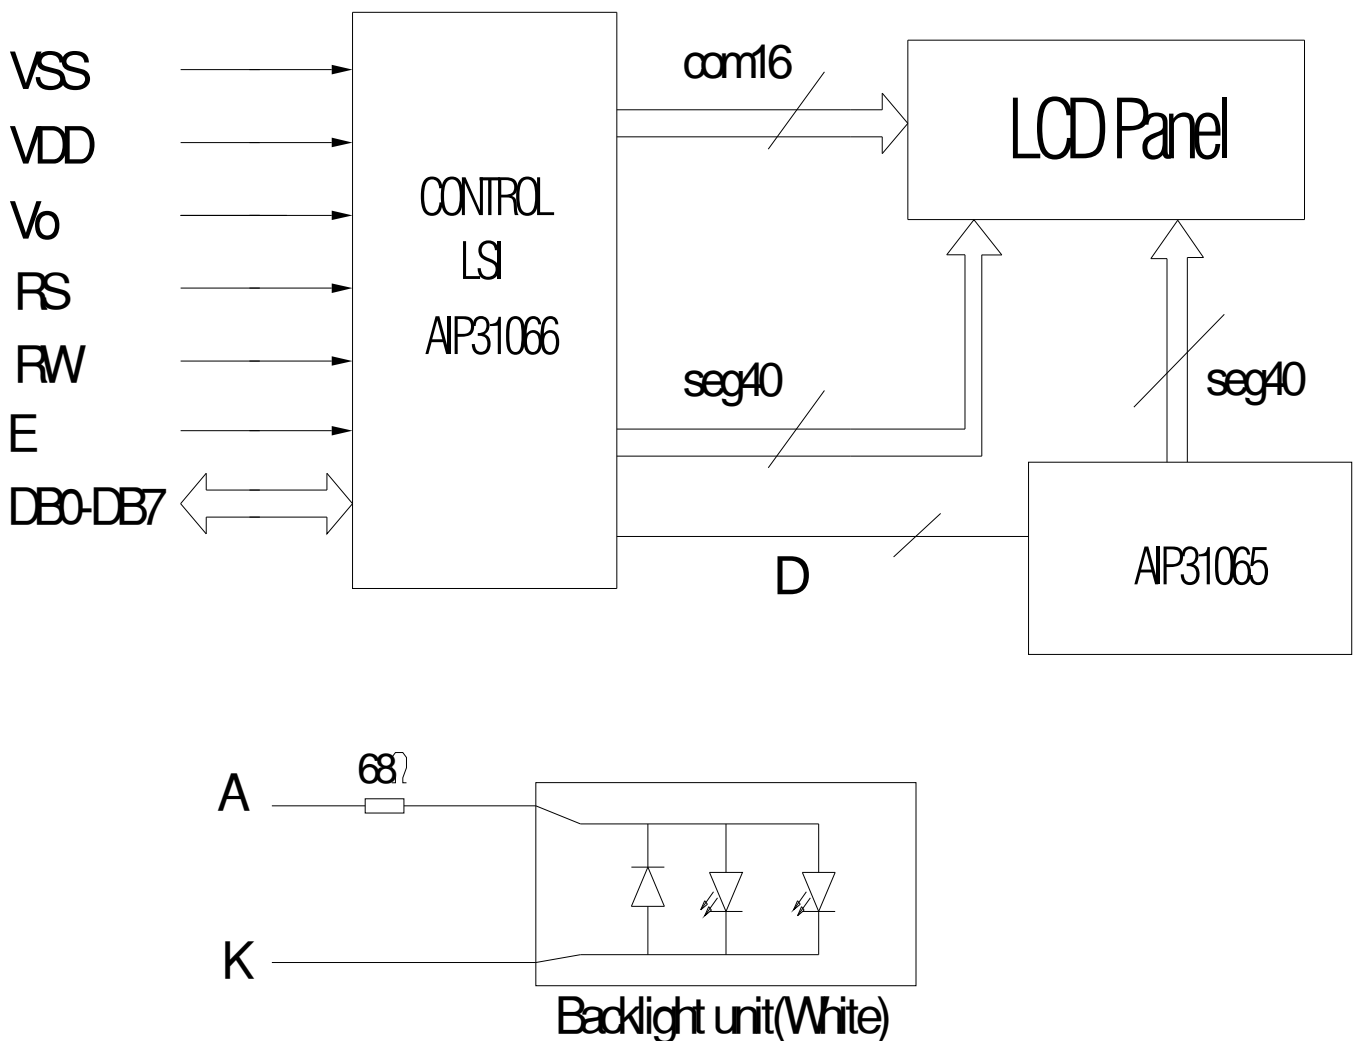 VSS
VDD
Vo
RS
RW
E
DB0-DB7
CONTROL
LSI
AIP31066
com16
LCD Panel
seg40
seg40
D
AIP31065
A
68?
K
Backlight unit(White)